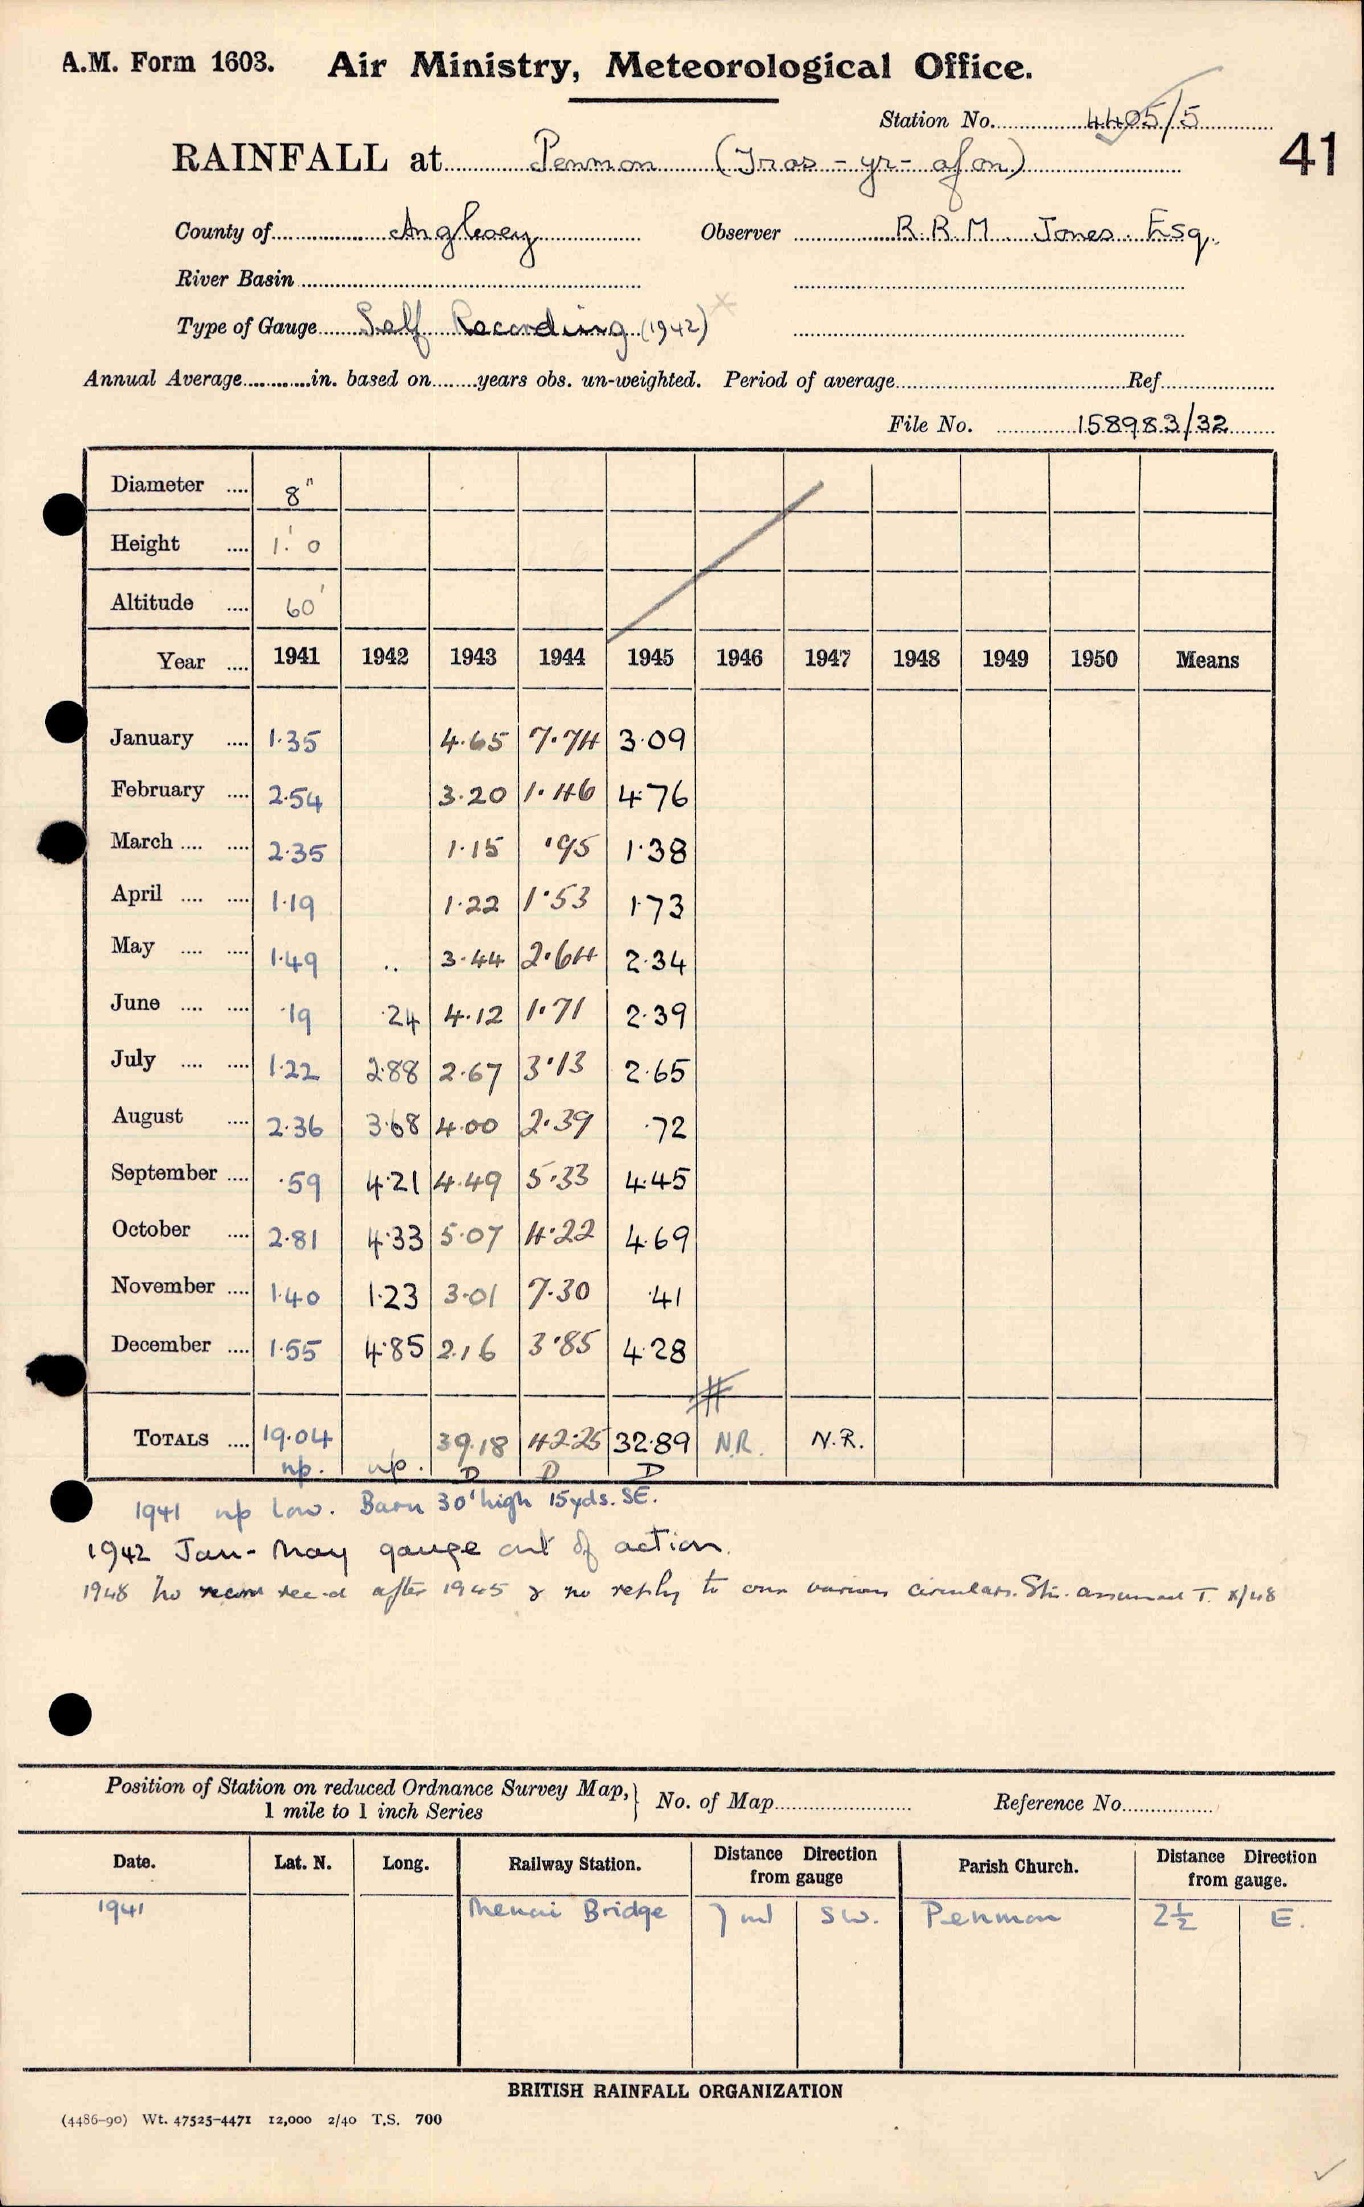 A.M. Form 1603. Air Ministry, Meteorological Office.
Station No. 4405/5
41
RAINFALL at Penmon (Tros-yr-afon)
County of Anglesey Observer R.R.M. Jones. Esq.
River Basin
Type of Gauge Self Recording (1942)
Annual Average in. based on years obs. un-weighted. Period of average Ref.
File No. 158983/32
Diameter .... 8"
Height .... 1'. 0
Altitude .... 60'
Year .... 1941 1942 1943 1944 1945 1946 1947 1948 1949 1950 Means
January .... 1.35 4.65 7.74 3.09
February .... 2.54 3.20 1.46 4.76
March .... .... 2.35 1.15 .95 1.38
April .... .... 1.19 1.22 1.53 1.73
May .... .... 1.49 .. 3.44 2.64 2.34
June .... .... .19 .24 4.12 1.71 2.39
July .... .... 1.22 2.88 2.67 3.13 2.65
August .... 2.36 3.68 4.00 2.39 .72
September .... .59 4.21 4.49 5.33 4.45
October .... 2.81 4.33 5.07 4.22 4.69
November .... 1.40 1.23 3.01 7.30 .41
December .... 1.55 4.85 2.16 3.85 4.28
TOTALS .... 19.04 39.18 42.25 32.89 N.R. N.R.
np. np. D D D
1941 np low. Barn 30' high 15yds. SE.
1942 Jan-May gauge out of action.
1948 No record rec-d after 1945 & no reply to our various circulars. Stn. assumed T. X/48
Position of Station on reduced Ordnance Survey Map, } No. of Map Reference No.
1 mile to 1 inch Series
Date. Lat. N. Long. Railway Station. Distance Direction from gauge Parish Church. Distance Direction from gauge.
1941 Menai Bridge 7 ml SW. Penmon 2½ E.
BRITISH RAINFALL ORGANIZATION
(4486-90) Wt. 47525-4471 12,000 2/40 T.S. 700